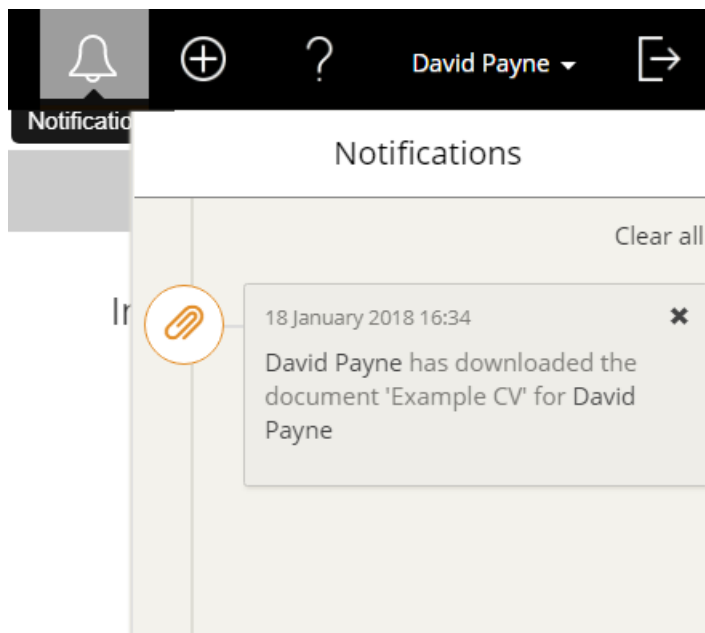 David Payne
Notificatio
Notifications
Clear all
18 January 2018 16:34
David Payne has downloaded the
document 'Example CV' for David
Payne